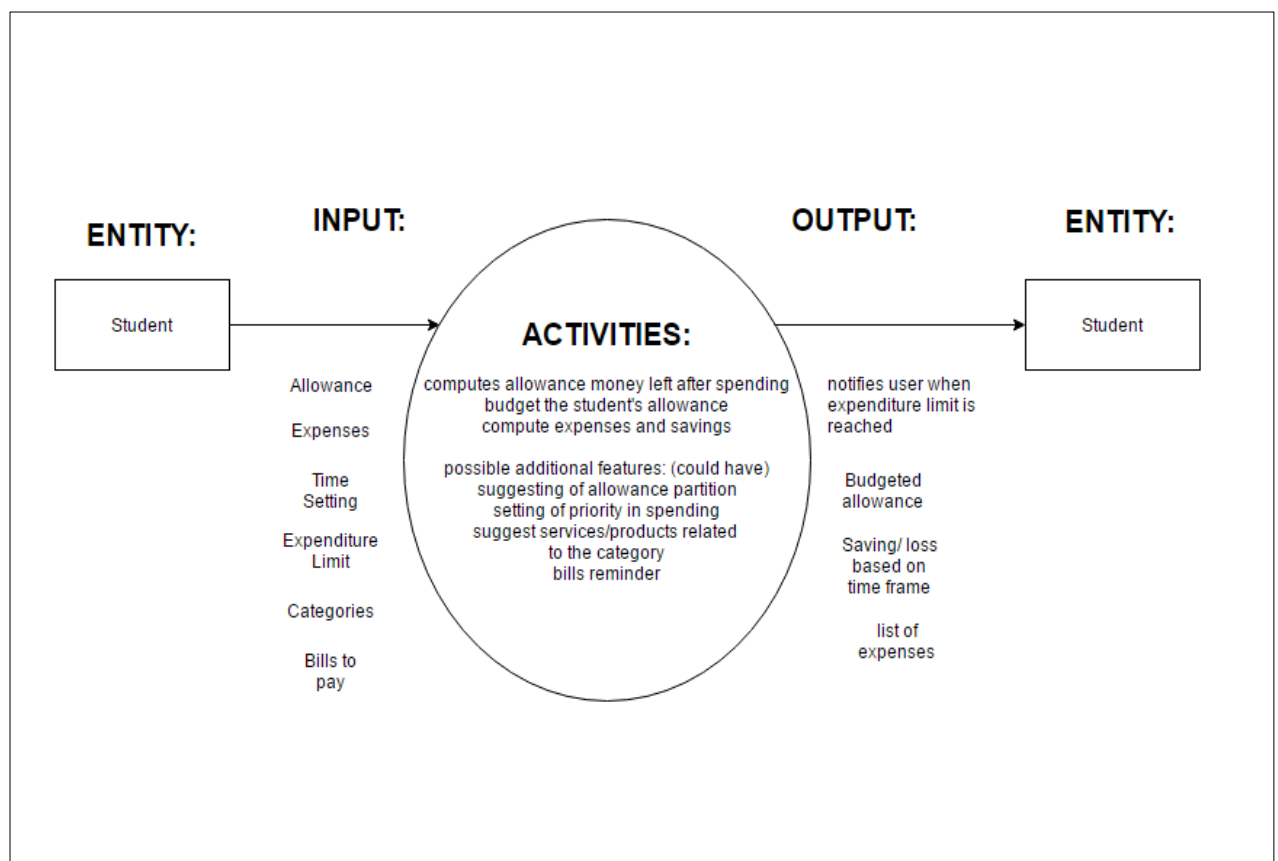 ENTITY:
INPUT:
OUTPUT:
ENTITY:
Student
ACTIVITIES:
Student
Allowance
Expenses
Time
Setting
Expenditure
Limit
Categories
Bills to
pay
computes allowance money left after spending
budget the student's allowance
compute expenses and savings
possible additional features: (could have)
suggesting of allowance partition
setting of priority in spending
suggest services/products related
to the category
bills reminder
notifies user when
expenditure limit is
reached
Budgeted
allowance
Saving/ loss
based on
time frame
list of
expenses